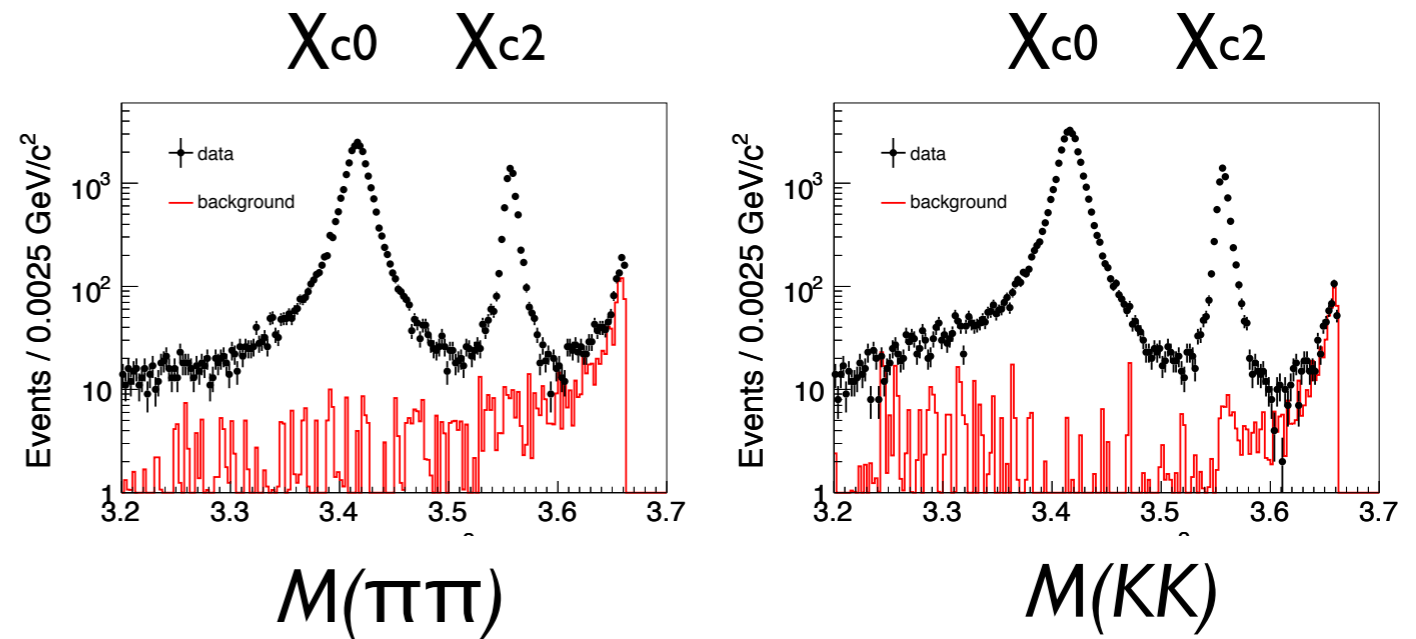 χc0 χc2
Events / 0.0025 GeV/c²
data
background
10³
10²
10
1
3.2 3.3 3.4 3.5 3.6 3.7
M(ππ)
χc0 χc2
Events / 0.0025 GeV/c²
data
background
10³
10²
10
1
3.2 3.3 3.4 3.5 3.6 3.7
M(KK)